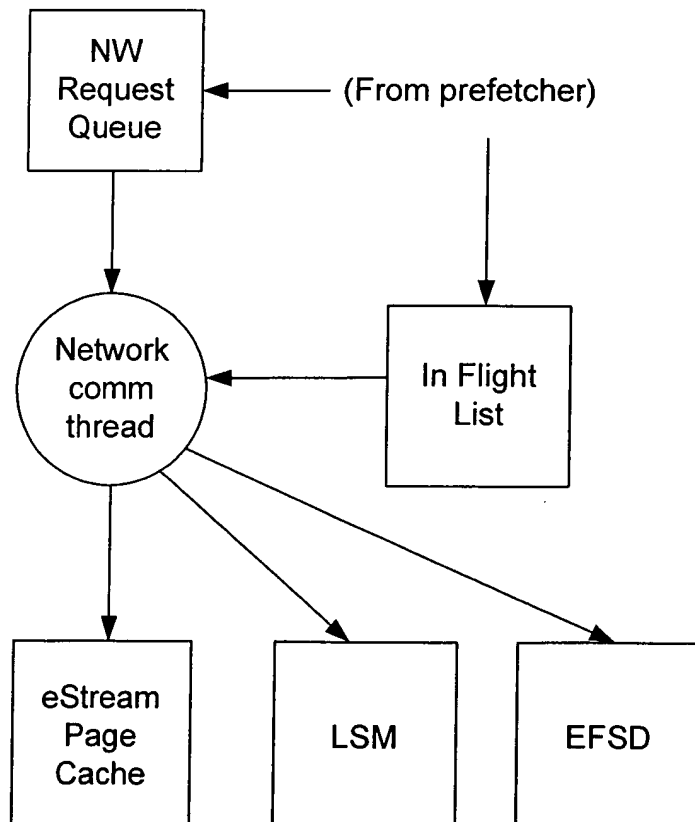 NW
Request
Queue
(From prefetcher)
Network
comm
thread
In Flight
List
eStream
Page
Cache
LSM
EFSD